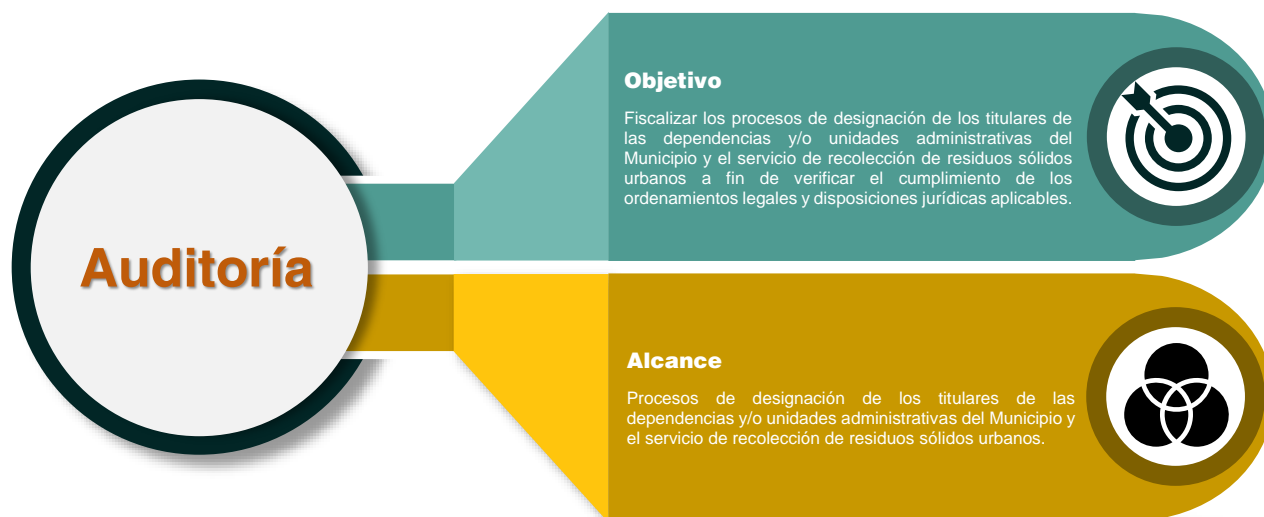 Auditoría
Objetivo
Fiscalizar los procesos de designación de los titulares de
las dependencias y/o unidades administrativas del
Municipio y el servicio de recolección de residuos sólidos
urbanos a fin de verificar el cumplimiento de los
ordenamientos legales y disposiciones jurídicas aplicables.
Alcance
Procesos de designación de los titulares de las
dependencias y/o unidades administrativas del Municipio y
el servicio de recolección de residuos sólidos urbanos.